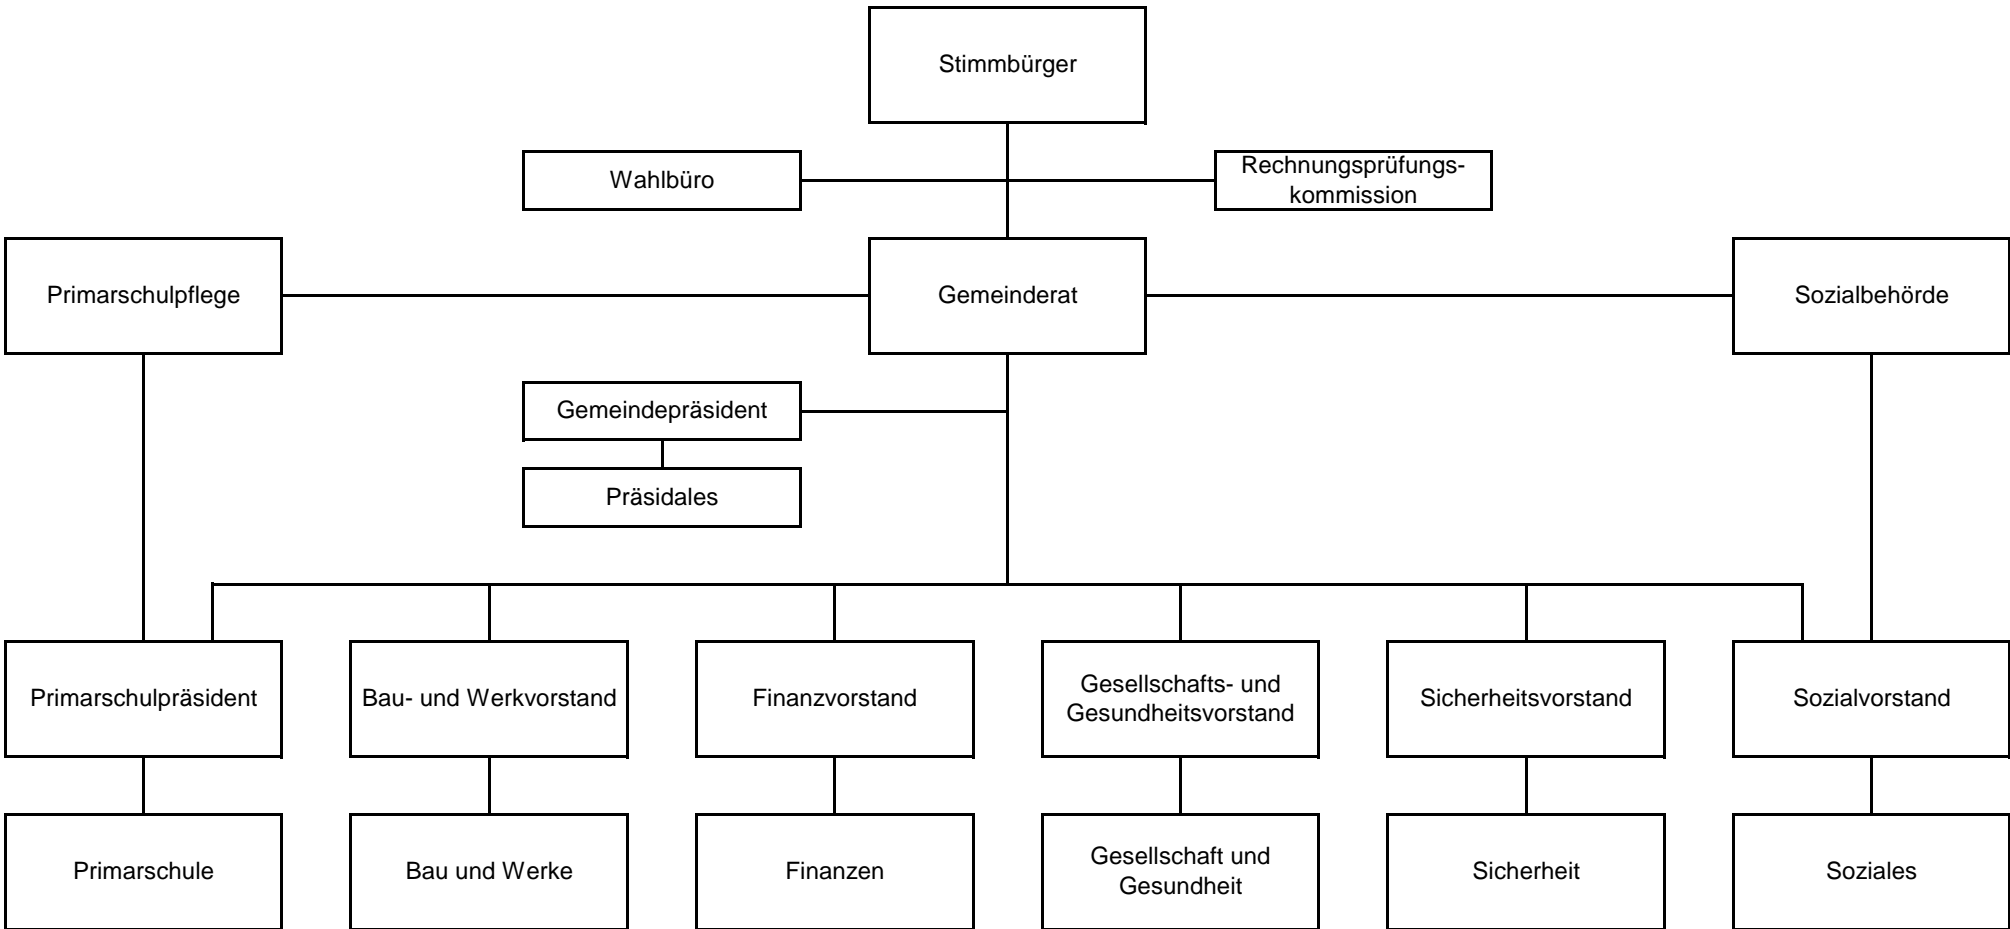 Stimmbürger
Wahlbüro
Rechnungsprüfungs-
kommission
Primarschulpflege
Gemeinderat
Sozialbehörde
Gemeindepräsident
Präsidales
Primarschulpräsident
Bau- und Werkvorstand
Finanzvorstand
Gesellschafts- und
Gesundheitsvorstand
Sicherheitsvorstand
Sozialvorstand
Primarschule
Bau und Werke
Finanzen
Gesellschaft und
Gesundheit
Sicherheit
Soziales